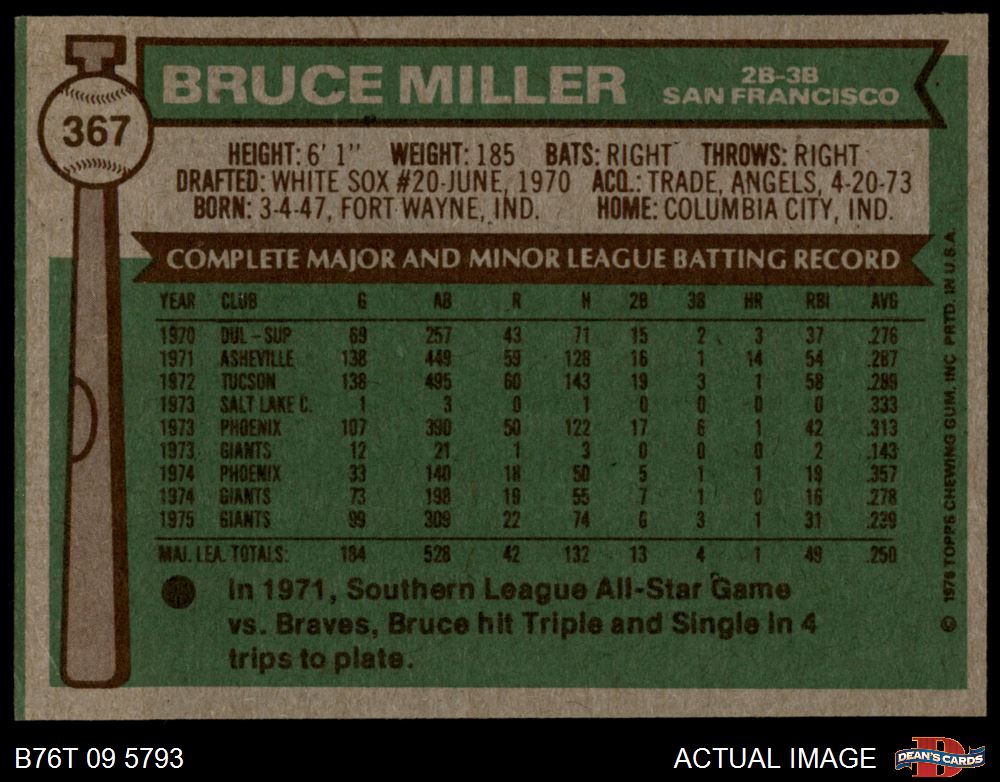 BRUCE MILLER
2B-3B
SAN FRANCISCO
367
HEIGHT: 6' 1" WEIGHT: 185 BATS: RIGHT THROWS: RIGHT
DRAFTED: WHITE SOX #20-JUNE, 1970 ACQ.: TRADE, ANGELS, 4-20-73
BORN: 3-4-47, FORT WAYNE, IND. HOME: COLUMBIA CITY, IND.
COMPLETE MAJOR AND MINOR LEAGUE BATTING RECORD
YEAR CLUB G AB R H 2B 3B HR RBI AVG
1970 DUL-SUP 69 257 43 71 15 2 3 37 .276
1971 ASHEVILLE 138 449 59 128 16 1 14 54 .287
1972 TUCSON 138 495 60 143 19 3 1 58 .289
1973 SALT LAKE C. 1 3 0 1 0 0 0 0 .333
1973 PHOENIX 107 390 50 122 17 6 1 42 .313
1973 GIANTS 12 21 1 3 0 0 0 2 .143
1974 PHOENIX 33 140 18 50 5 1 1 19 .357
1974 GIANTS 73 198 19 55 7 1 0 16 .278
1975 GIANTS 99 309 22 74 6 3 1 31 .239
MAJ. LEA. TOTALS: 184 528 42 132 13 4 1 49 .250
In 1971, Southern League All-Star Game
vs. Braves, Bruce hit Triple and Single in 4
trips to plate.
© 1976 TOPPS CHEWING GUM, INC PRTD. IN U.S.A.
B76T 09 5793
ACTUAL IMAGE
D
DEAN'S CARDS